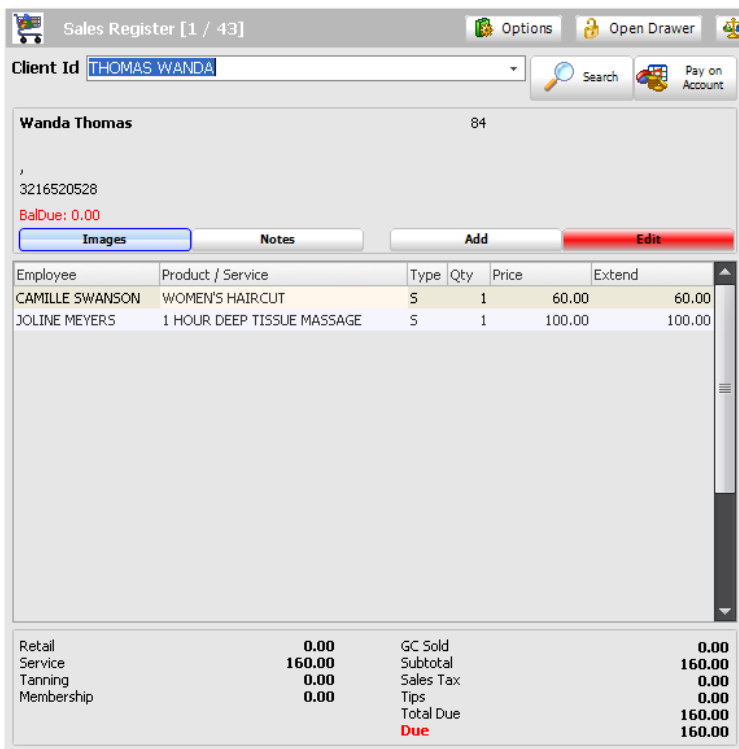 Sales Register [1 / 43] Options Open Drawer
Client Id THOMAS WANDA Search Pay on Account
Wanda Thomas 84
,
3216520528
BalDue: 0.00
Images Notes Add Edit
Employee Product / Service Type Qty Price Extend
CAMILLE SWANSON WOMEN'S HAIRCUT S 1 60.00 60.00
JOLINE MEYERS 1 HOUR DEEP TISSUE MASSAGE S 1 100.00 100.00
Retail 0.00 GC Sold 0.00
Service 160.00 Subtotal 160.00
Tanning 0.00 Sales Tax 0.00
Membership 0.00 Tips 0.00
Total Due 160.00
Due 160.00